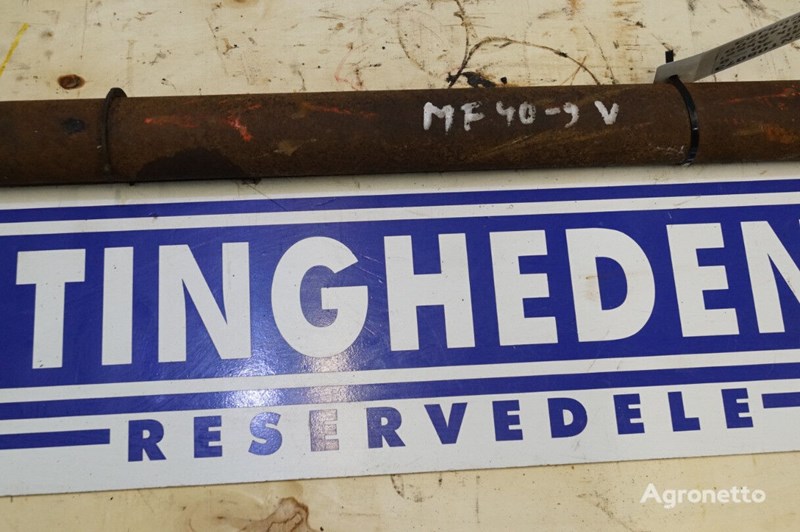 MF 40-9 V
TINGHEDEN
RESERVEDELE
Agronetto